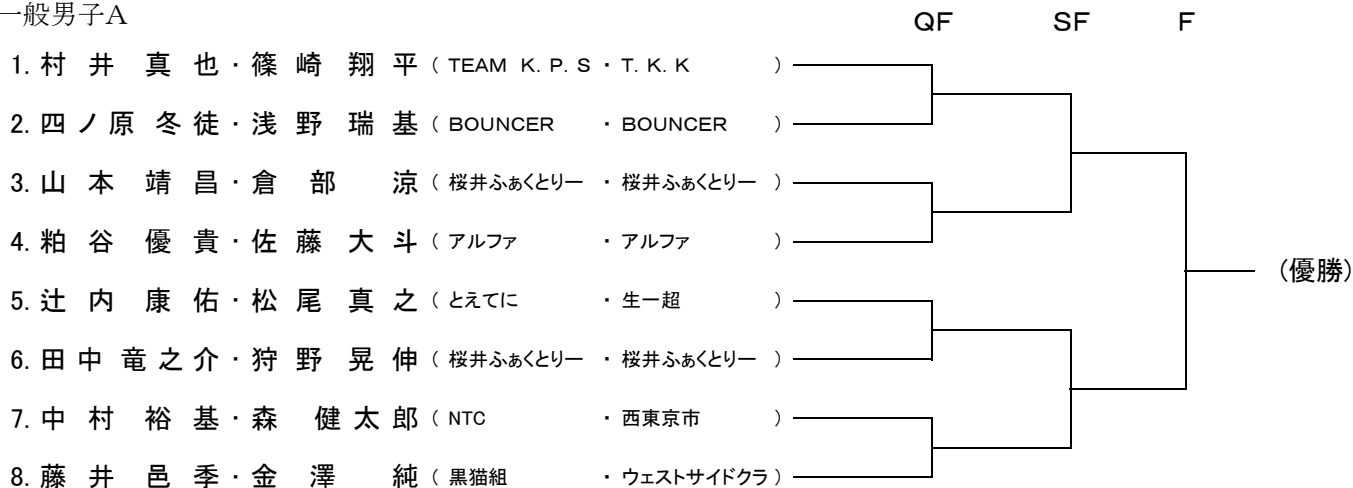 一般男子A
QF SF F
1. 村井 真也・篠崎翔平 ( TEAM K.P.S ・ T.K.K )
2. 四ノ原冬徒・浅野瑞基 ( BOUNCER ・ BOUNCER )
3. 山本靖昌・倉部 涼 ( 桜井ふぁくとりー ・ 桜井ふぁくとりー )
4. 粕谷優貴・佐藤大斗 ( アルファ ・ アルファ )
5. 辻内康佑・松尾真之 ( とえてに ・ 生一超 )
(優勝)
6. 田中竜之介・狩野晃伸 ( 桜井ふぁくとりー ・ 桜井ふぁくとりー )
7. 中村裕基・森 健太郎 ( NTC ・ 西東京市 )
8. 藤井邑季・金澤 純 ( 黒猫組 ・ ウェストサイドクラ )